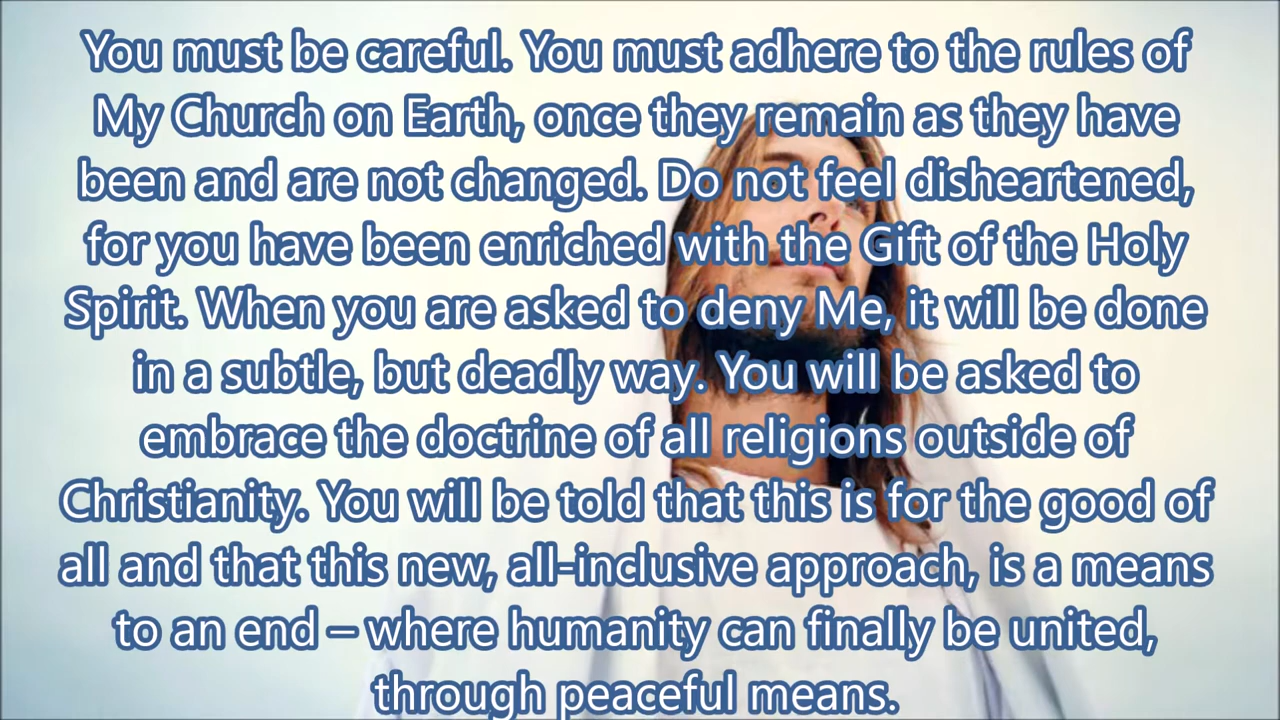 You must be careful. You must adhere to the rules of
My Church on Earth, once they remain as they have
been and are not changed. Do not feel disheartened,
for you have been enriched with the Gift of the Holy
Spirit. When you are asked to deny Me, it will be done
in a subtle, but deadly way. You will be asked to
embrace the doctrine of all religions outside of
Christianity. You will be told that this is for the good of
all and that this new, all-inclusive approach, is a means
to an end – where humanity can finally be united,
through peaceful means.